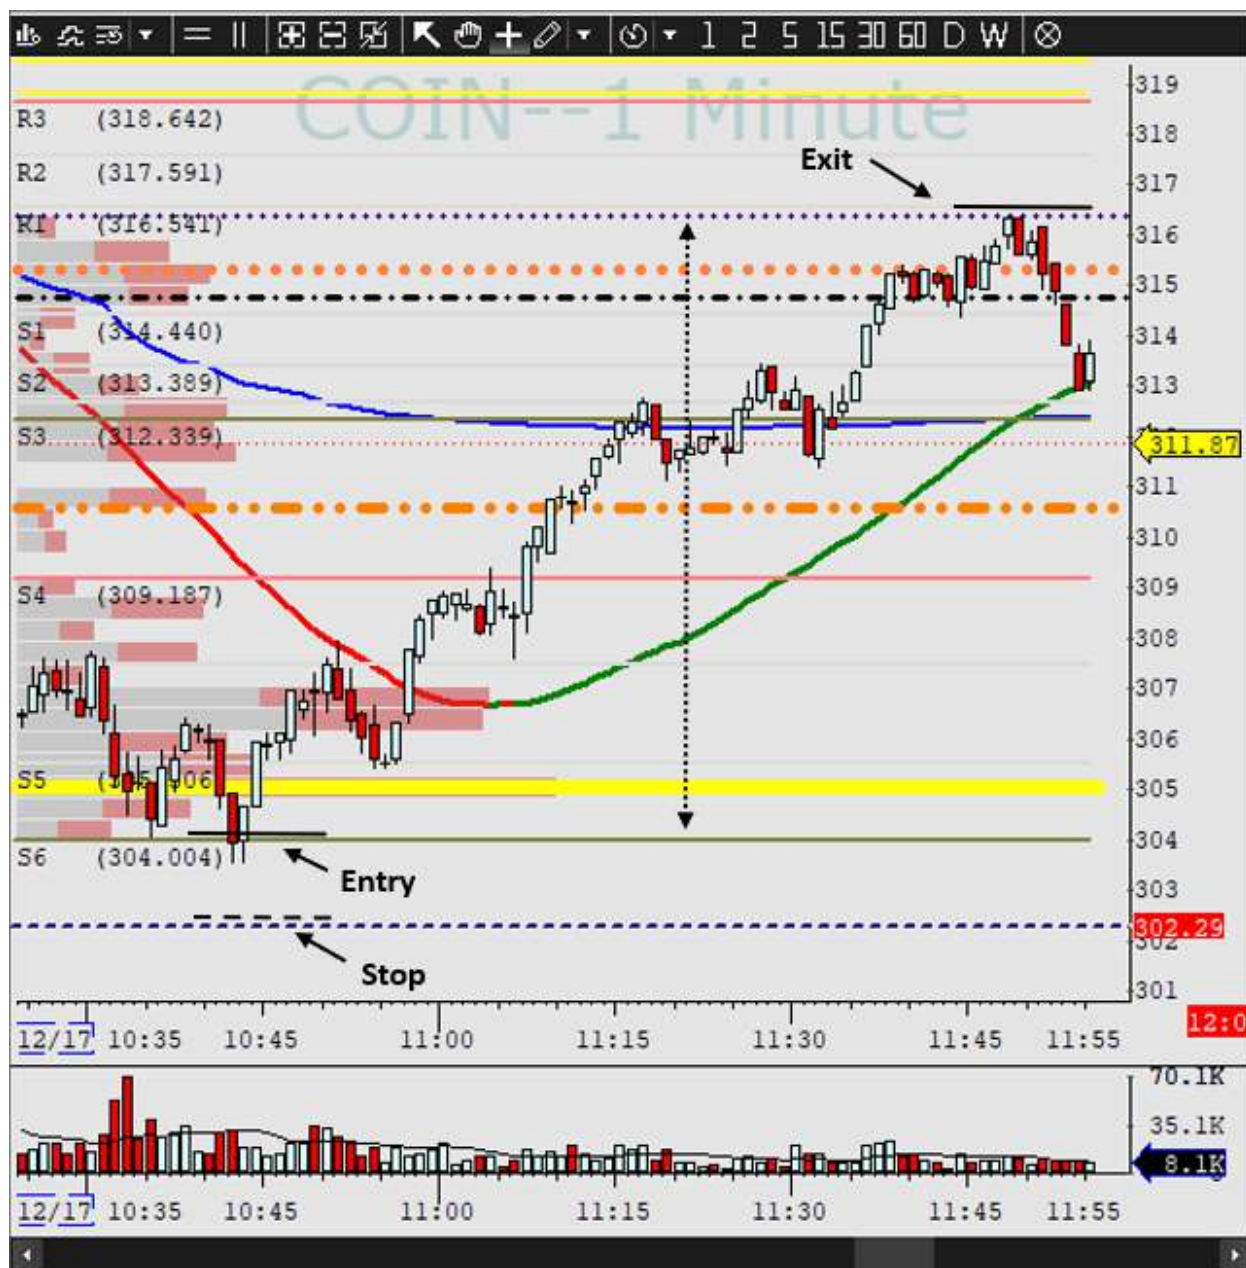 1 2 5 15 30 60 D W
COIN--1 Minute
319
R3 (318.642)
318
Exit
R2 (317.591)
317
R1 (316.541)
316
315
S1 (314.440)
314
S2 (313.389)
313
S3 (312.339)
311.87
311
310
309
S4 (309.187)
308
307
306
S5
305
304
S6 (304.004)
Entry
303
302.29
302
Stop
301
12/17 10:35 10:45 11:00 11:15 11:30 11:45 11:55
12:0
70.1K
35.1K
8.1K
12/17 10:35 10:45 11:00 11:15 11:30 11:45 11:55